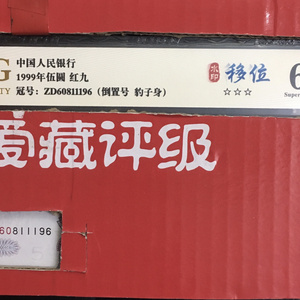 G
中国人民银行
1999年伍圆 红九
冠号：ZD60811196（倒置号 豹子身）
水印
移位
☆☆☆
6
Super
爱藏评级
60811196